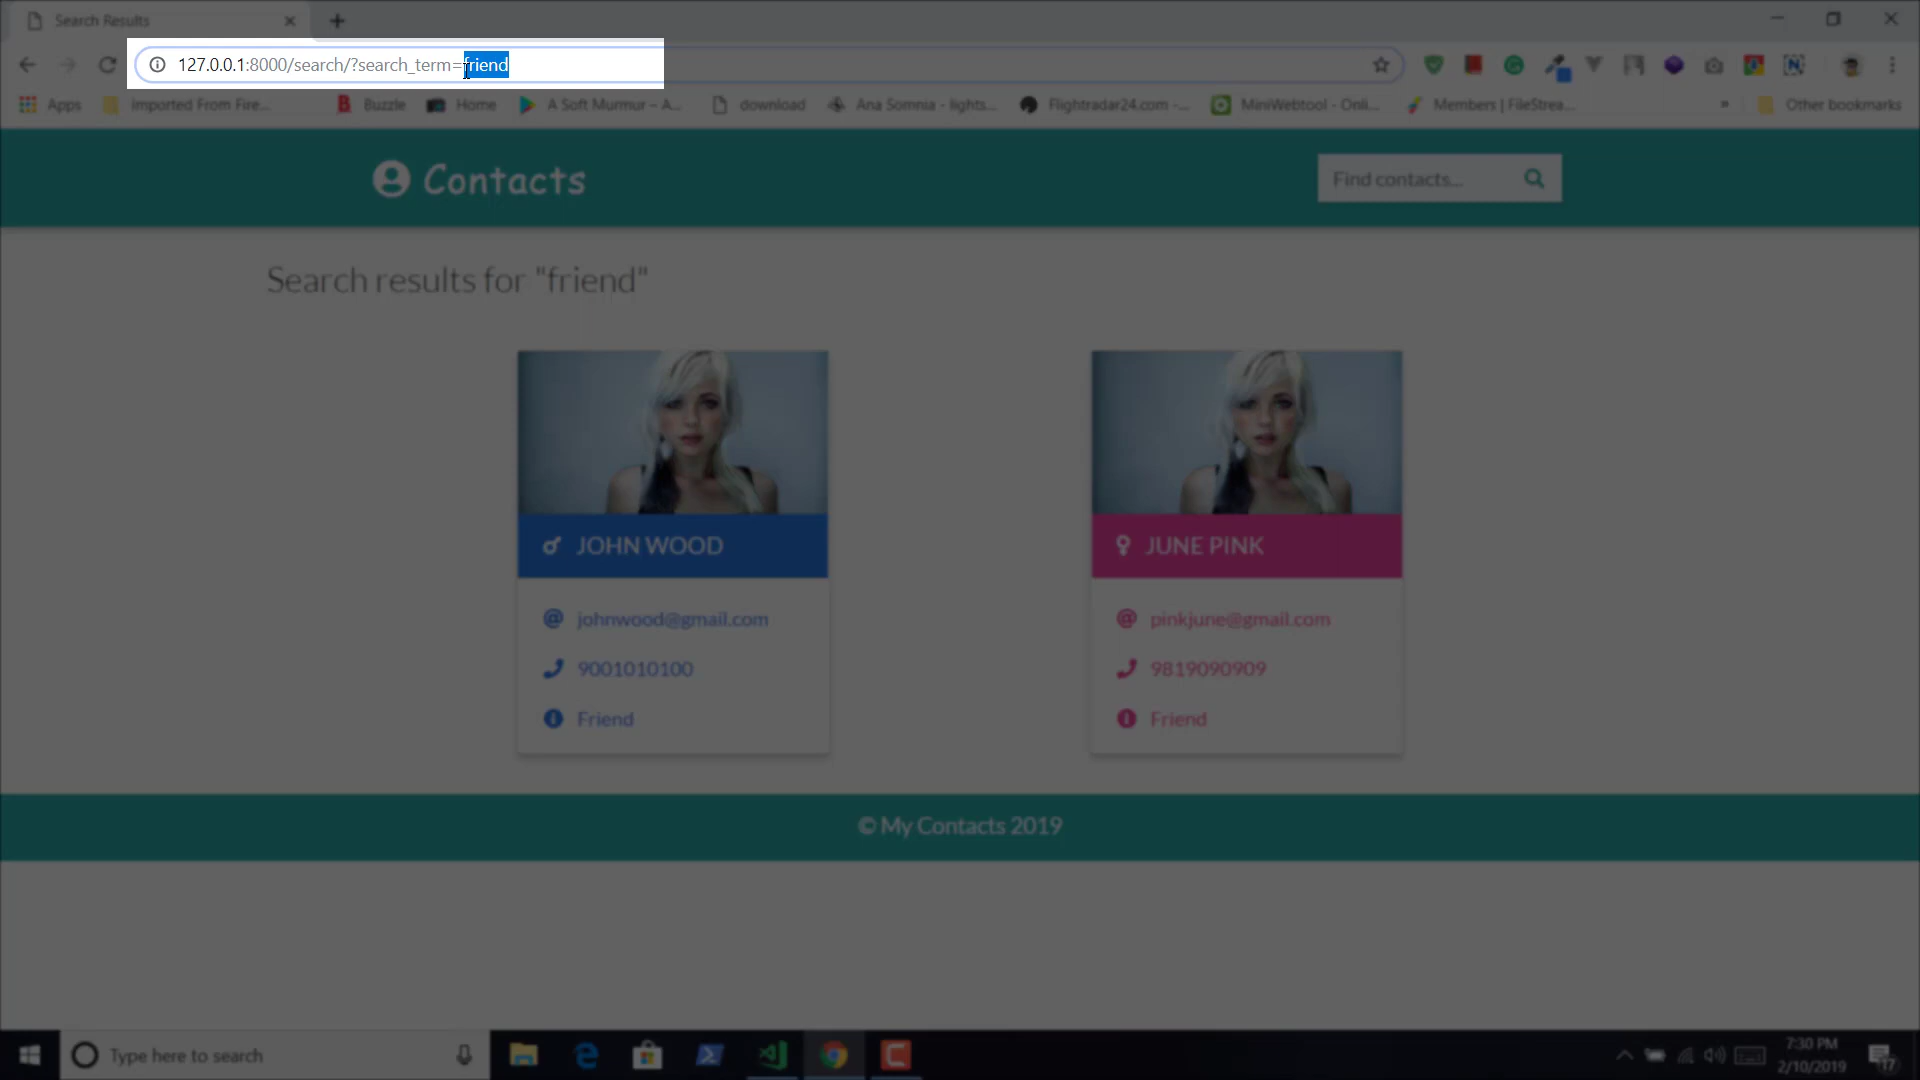 Search Results
127.0.0.1:8000/search/?search_term=friend
Apps
Imported From Fire...
Buzzle
Home
A Soft Murmur – A...
download
Ana Somnia - lights...
Flightradar24.com -...
MiniWebtool - Onli...
Members | FileStrea...
»
Other bookmarks
Contacts
Find contacts...
Search results for "friend"
JOHN WOOD
johnwood@gmail.com
9001010100
Friend
JUNE PINK
pinkjune@gmail.com
9819090909
Friend
© My Contacts 2019
Type here to search
7:30 PM
2/10/2019
17